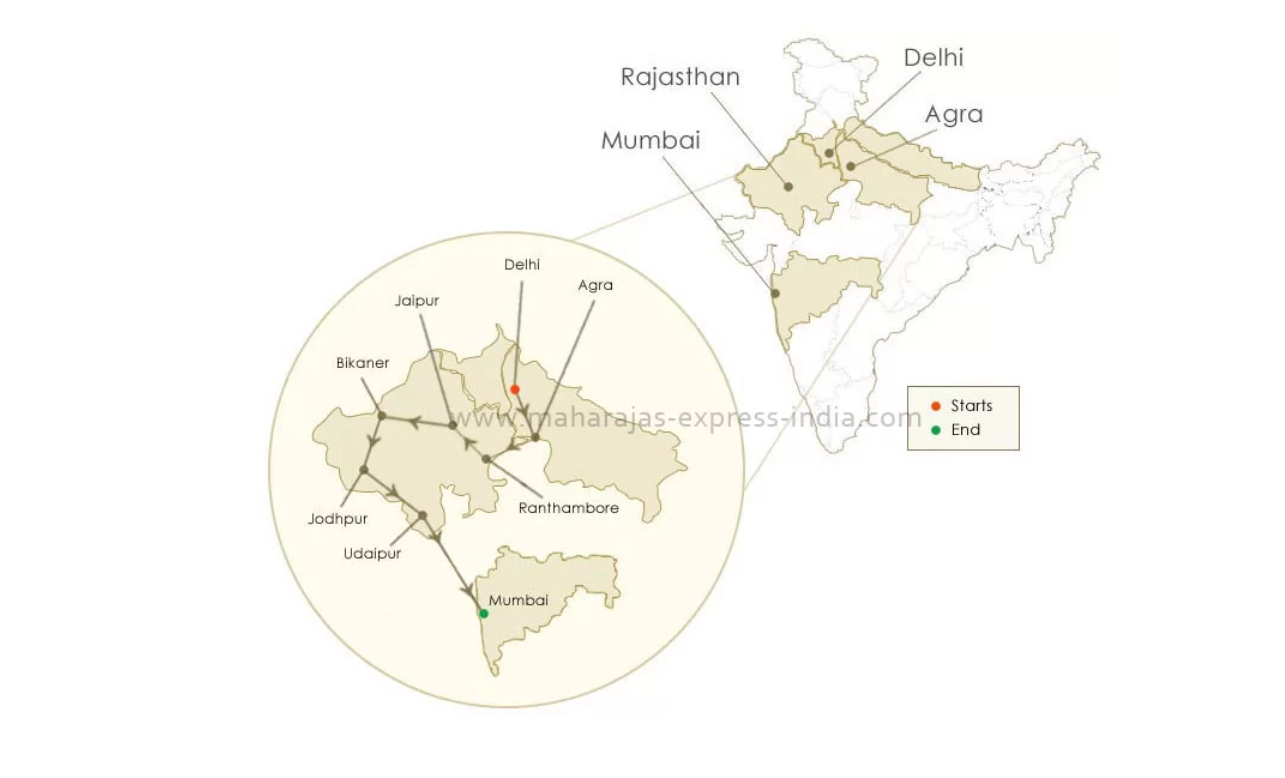 Delhi
Rajasthan
Agra
Mumbai
Delhi
Agra
Jaipur
Bikaner
www.maharajas-express-india.com
Starts
End
Ranthambore
Jodhpur
Udaipur
Mumbai